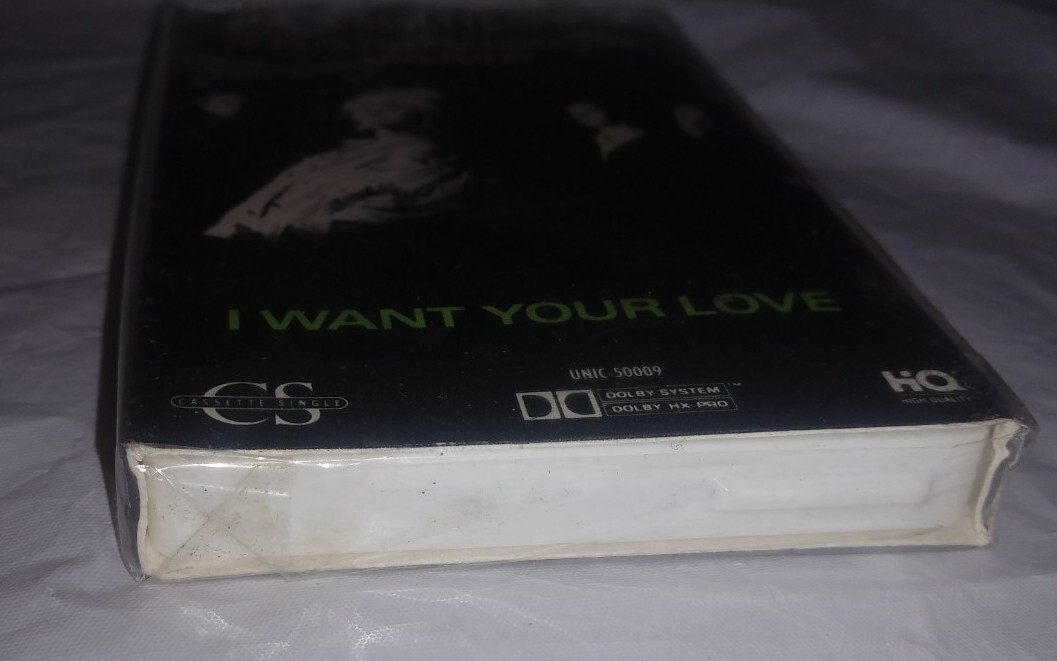 I WANT YOUR LOVE
UNIC-50009
CS
CASSETTE SINGLE
DOLBY SYSTEM
DOLBY HX PRO
HQ
HIGH QUALITY